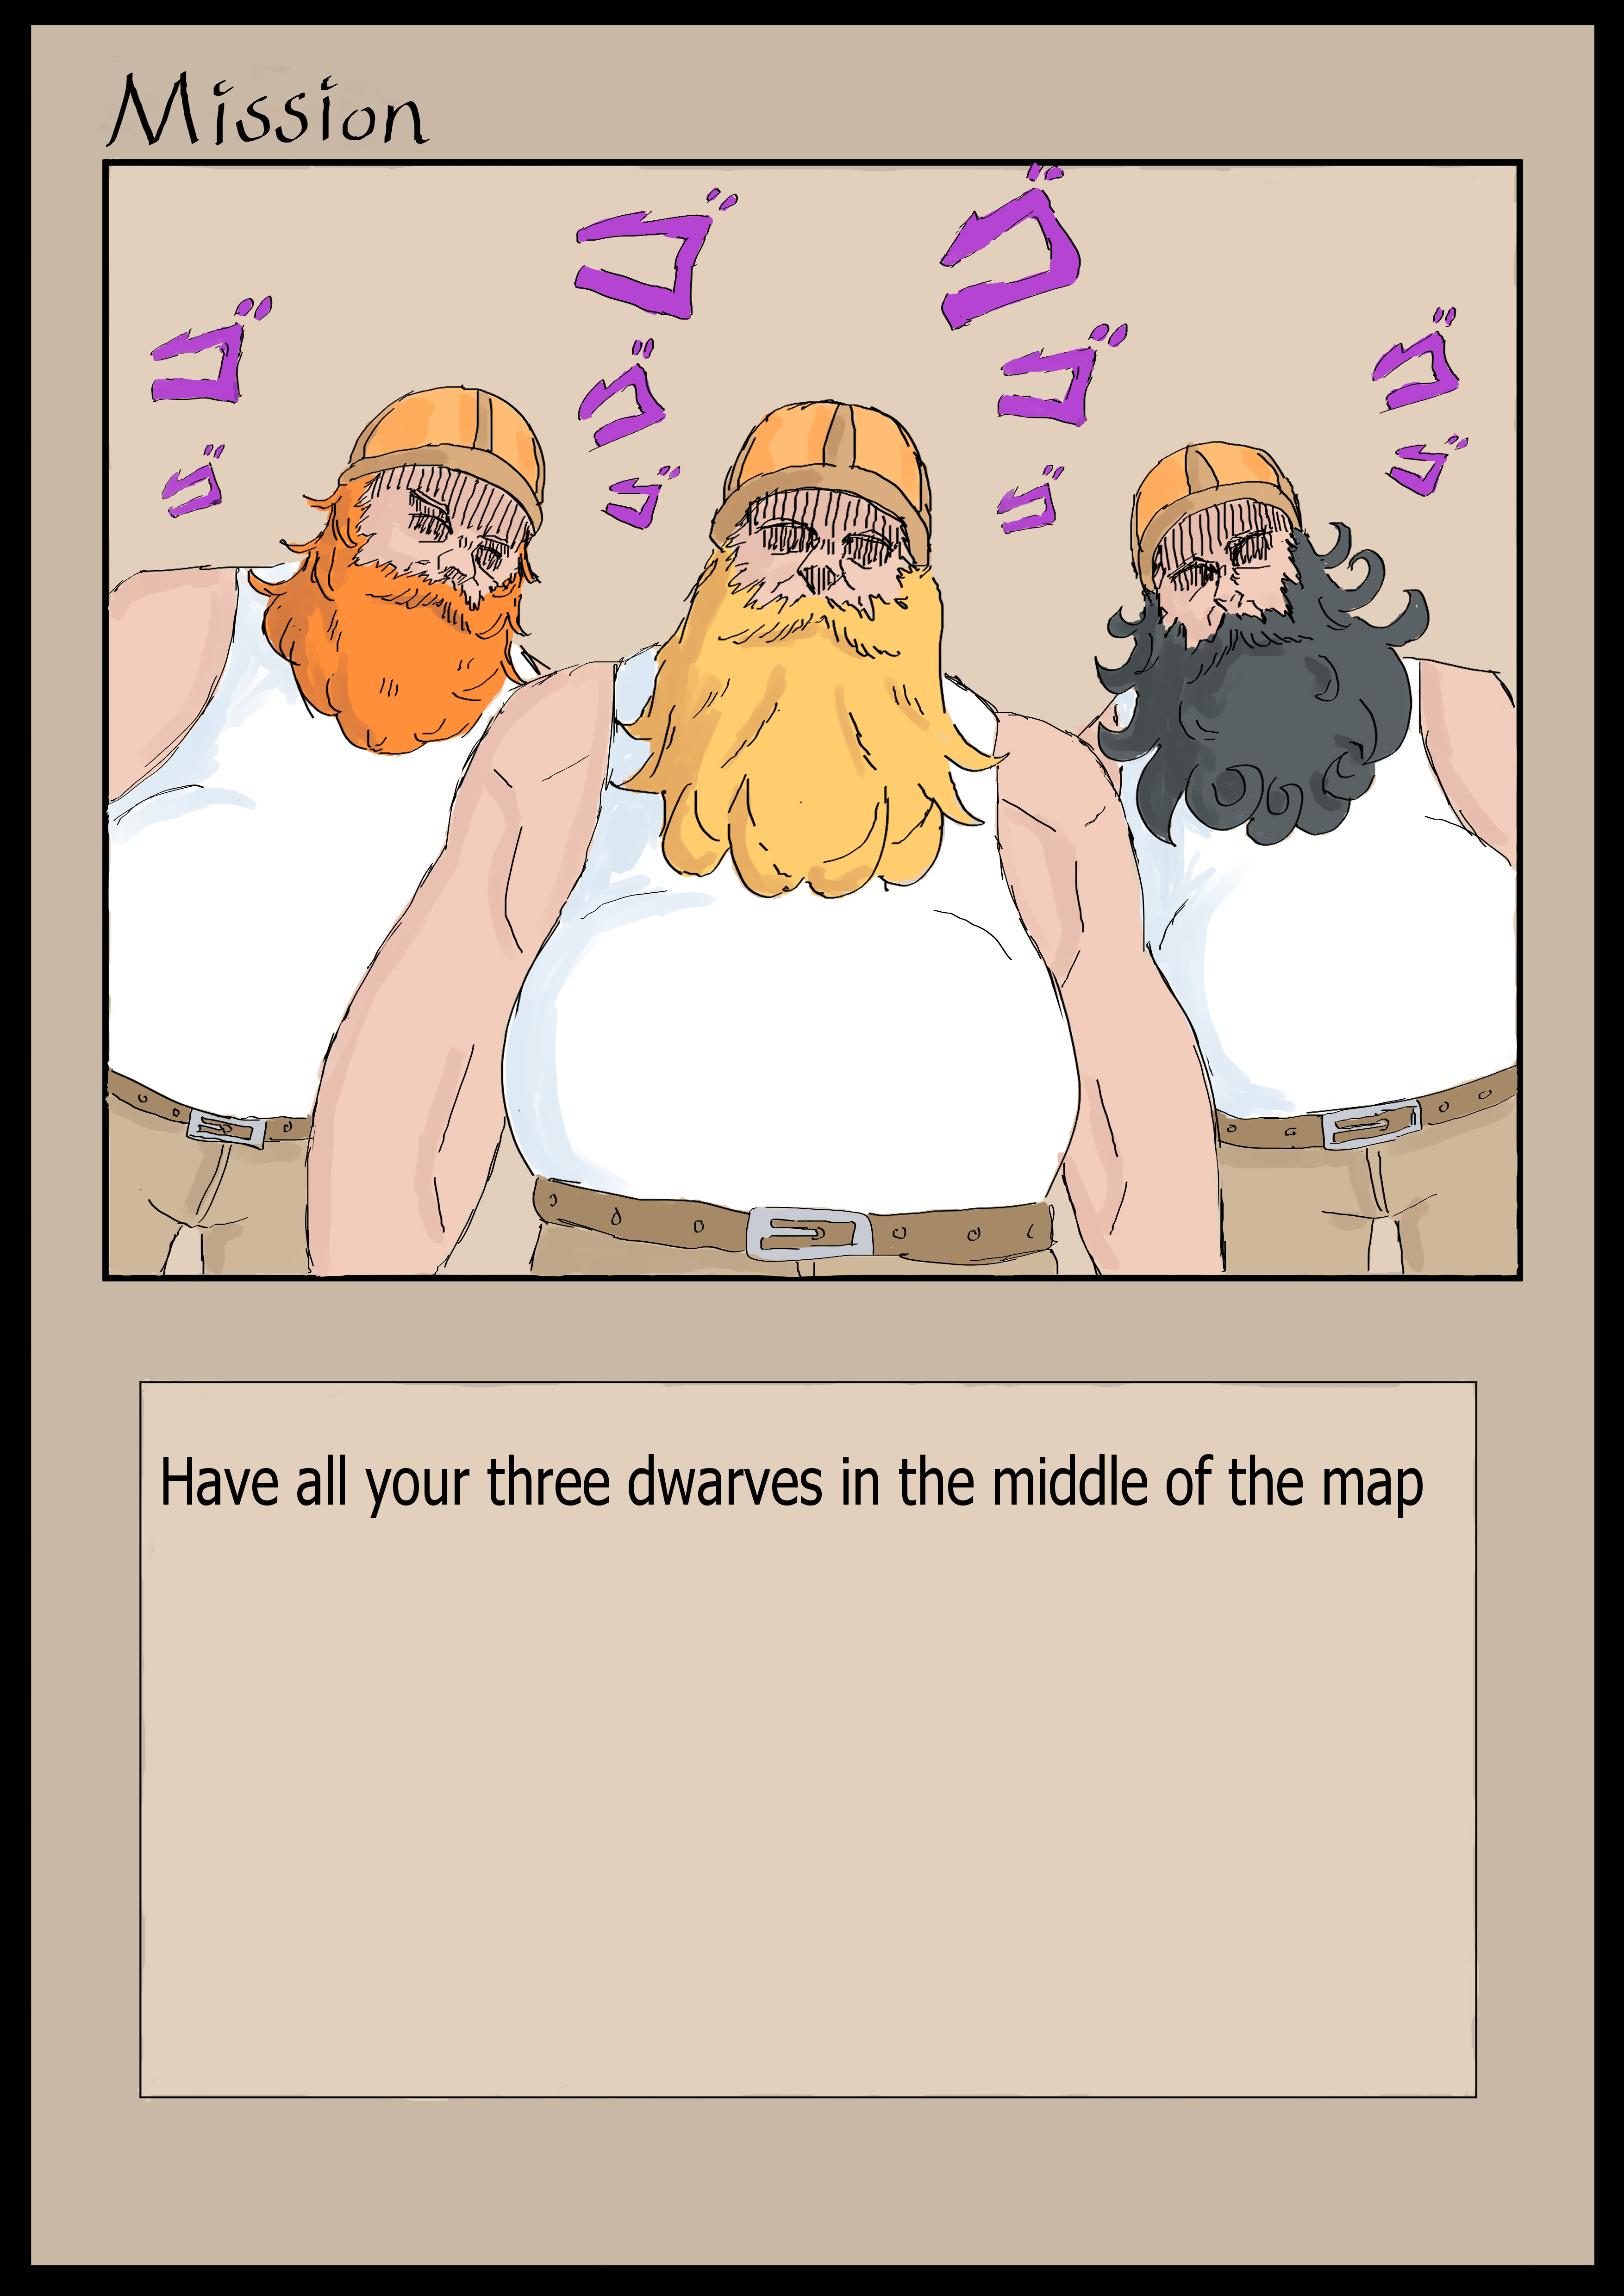 Mission
ゴゴ
ゴゴゴ
ゴゴゴ
ゴゴ
Have all your three dwarves in the middle of the map